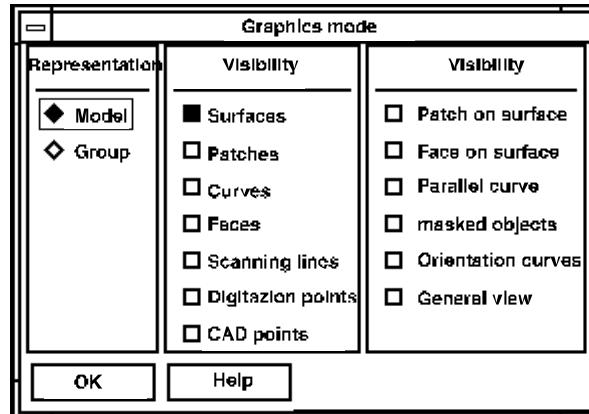 Graphics mode
Representation
Model
Group
Visibility
Surfaces
Patches
Curves
Faces
Scanning lines
Digitazion points
CAD points
Visibility
Patch on surface
Face on surface
Parallel curve
masked objects
Orientation curves
General view
OK
Help